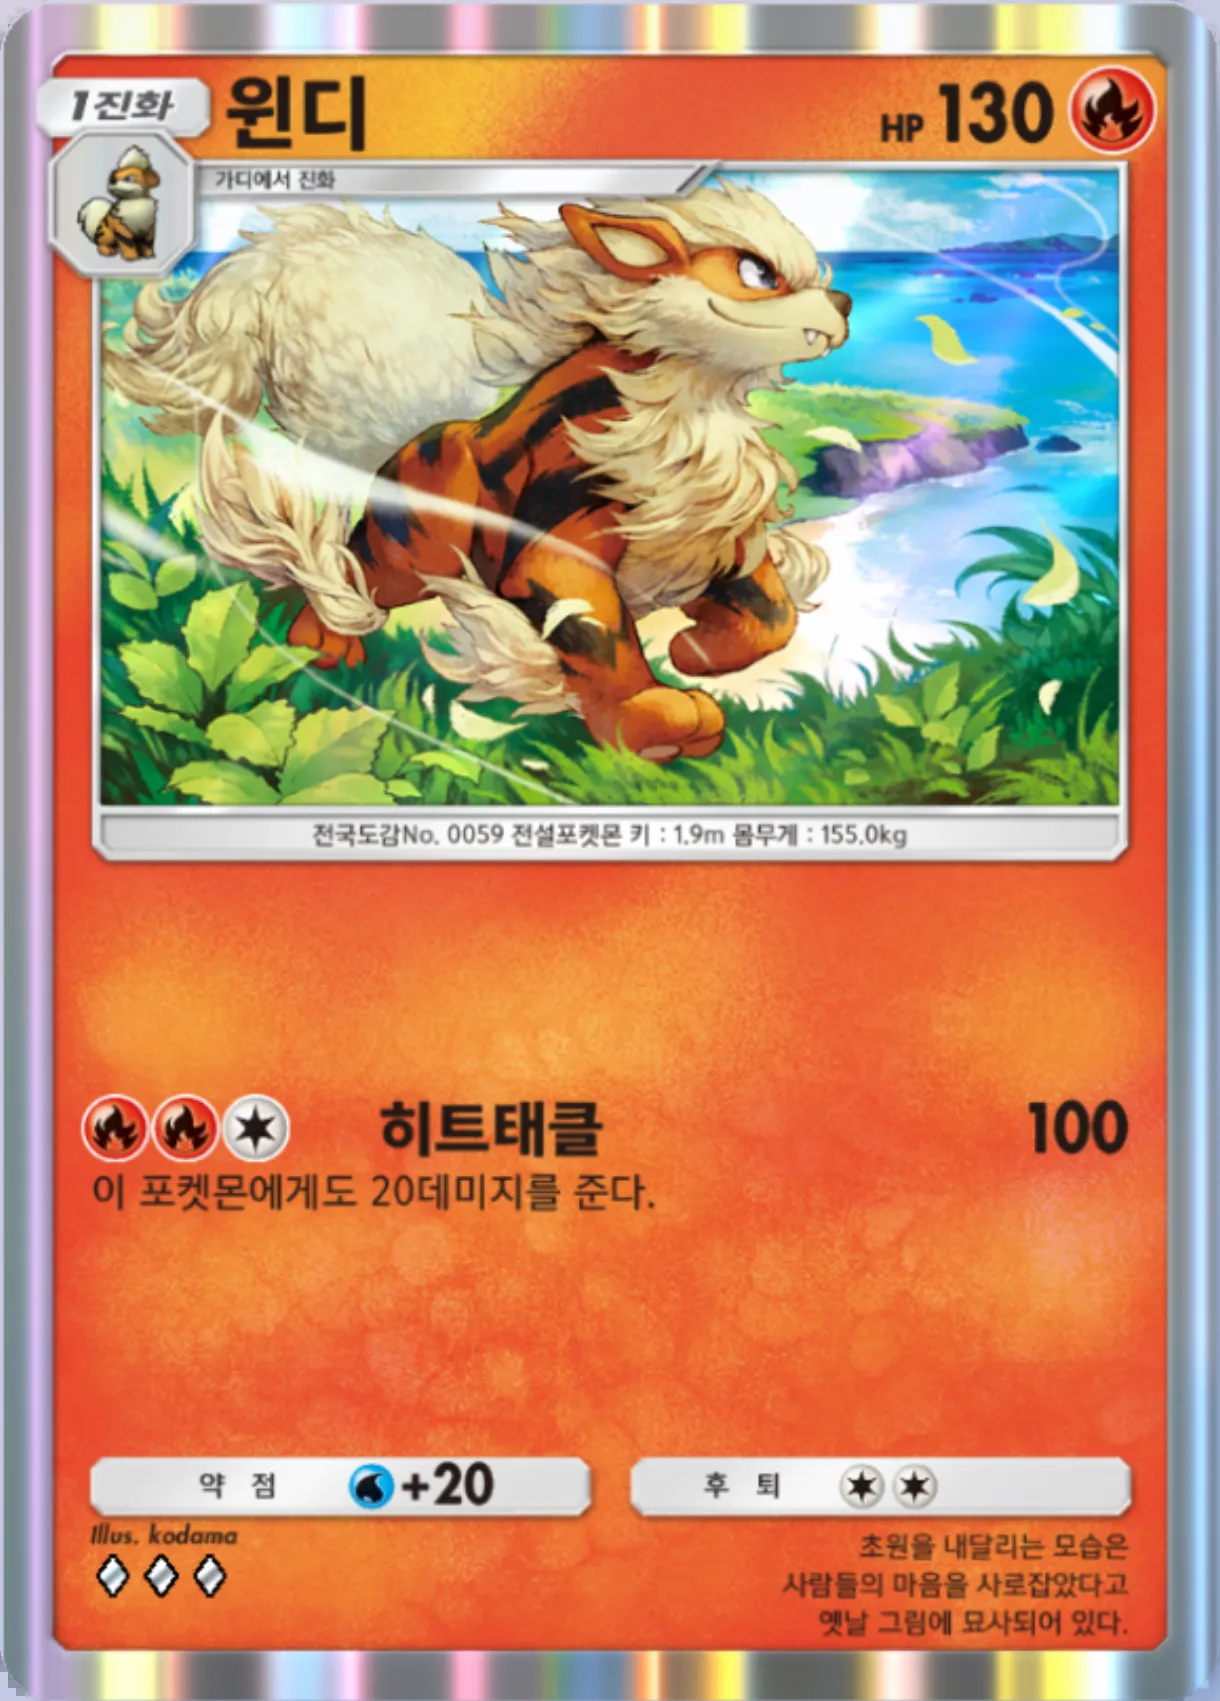 1진화
윈디
HP 130
가디에서 진화
전국도감No. 0059 전설포켓몬 키 : 1.9m 몸무게 : 155.0kg
히트태클 100
이 포켓몬에게도 20데미지를 준다.
약점 +20
후퇴
Illus. kodama
초원을 내달리는 모습은
사람들의 마음을 사로잡았다고
옛날 그림에 묘사되어 있다.